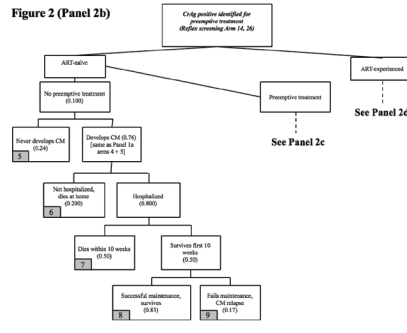 Figure 2 (Panel 2b)
CrAg positive identified for
preemptive treatment
(Reflex screening Arm 14, 26)
ART-naive
ART-experienced
No preemptive treatment
(0.100)
Preemptive treatment
See Panel 2d
Never develops CM
(0.24)
5
Develops CM (0.76)
[same as Panel 1a
arms 4 + 5]
See Panel 2c
Not hospitalized,
dies at home
(0.200)
6
Hospitalized
(0.800)
Dies within 10 weeks
(0.50)
7
Survives first 10
weeks
(0.50)
Successful maintenance,
survives
(0.83)
8
Fails maintenance,
CM relapse
(0.17)
9